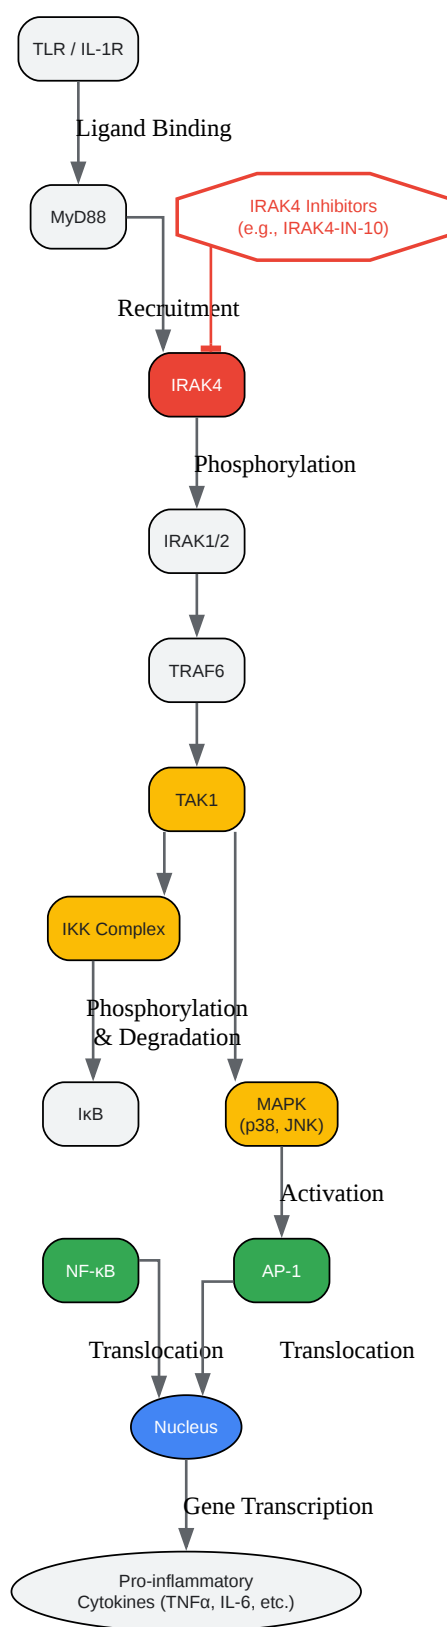 TLR / IL-1R
Ligand Binding
MyD88
IRAK4 Inhibitors
(e.g., IRAK4-IN-10)
Recruitment
IRAK4
Phosphorylation
IRAK1/2
TRAF6
TAK1
IKK Complex
Phosphorylation
& Degradation
IκB
MAPK
(p38, JNK)
Activation
NF-κB
AP-1
Translocation
Translocation
Nucleus
Gene Transcription
Pro-inflammatory
Cytokines (TNFα, IL-6, etc.)